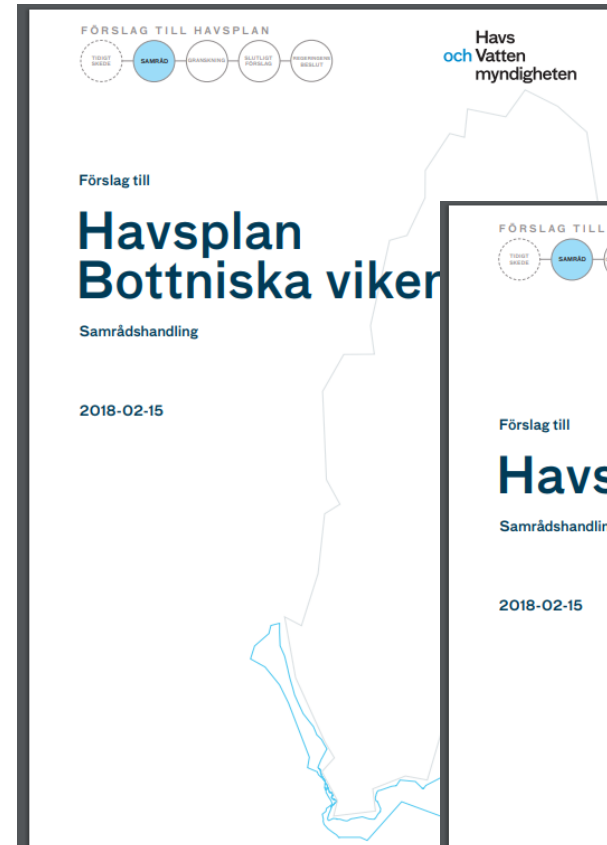 FÖRSLAG TILL HAVSPLAN
TIDIGT
SKEDE
SAMRÅD
GRANSKNING
SLUTLIGT
FÖRSLAG
REGERINGENS
BESLUT
Havs
och Vatten
myndigheten
Förslag till
Havsplan
Bottniska viker
Samrådshandling
2018-02-15
FÖRSLAG TILL
TIDIGT
SKEDE
SAMRÅD
Förslag till
Havs
Samrådshandlin
2018-02-15